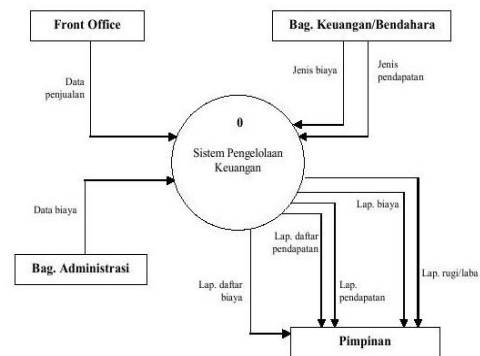 Front Office
Bag. Keuangan/Bendahara
Data
penjualan
Jenis biaya
Jenis
pendapatan
0
Sistem Pengelolaan
Keuangan
Data biaya
Bag. Administrasi
Lap. biaya
Lap. daftar
pendapatan
Lap. rugi/laba
Lap. daftar
biaya
Lap.
pendapatan
Pimpinan